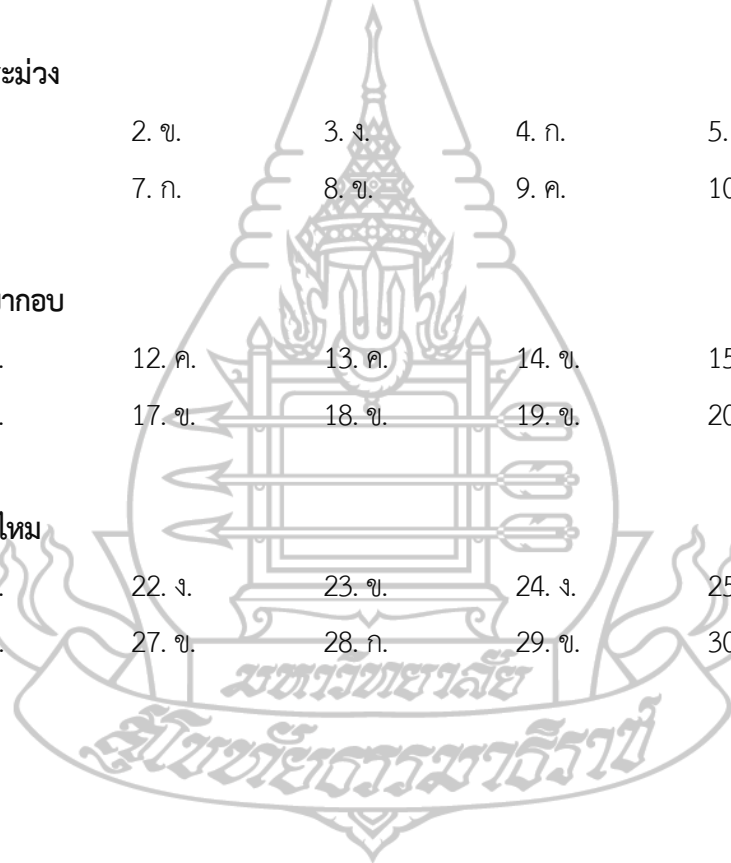 ะม่วง
2. ข. 3. ง. 4. ก. 5.
7. ก. 8. ข. 9. ค. 10
ากอบ
. 12. ค. 13. ค. 14. ข. 15
. 17. ข. 18. ข. 19. ข. 20
ไหม
. 22. ง. 23. ข. 24. ง. 25
. 27. ข. 28. ก. 29. ข. 30
มหาวิทยาลัย
สุโขทัยธรรมาธิราช